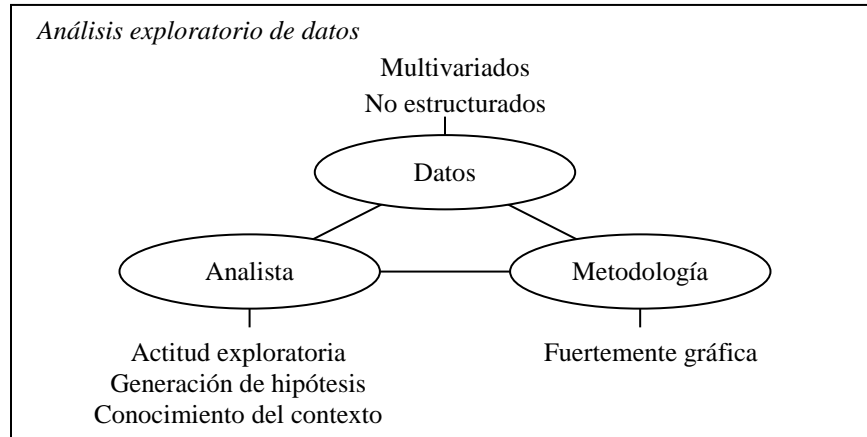 Análisis exploratorio de datos
Multivariados
No estructurados
Datos
Analista
Metodología
Actitud exploratoria
Generación de hipótesis
Conocimiento del contexto
Fuertemente gráfica